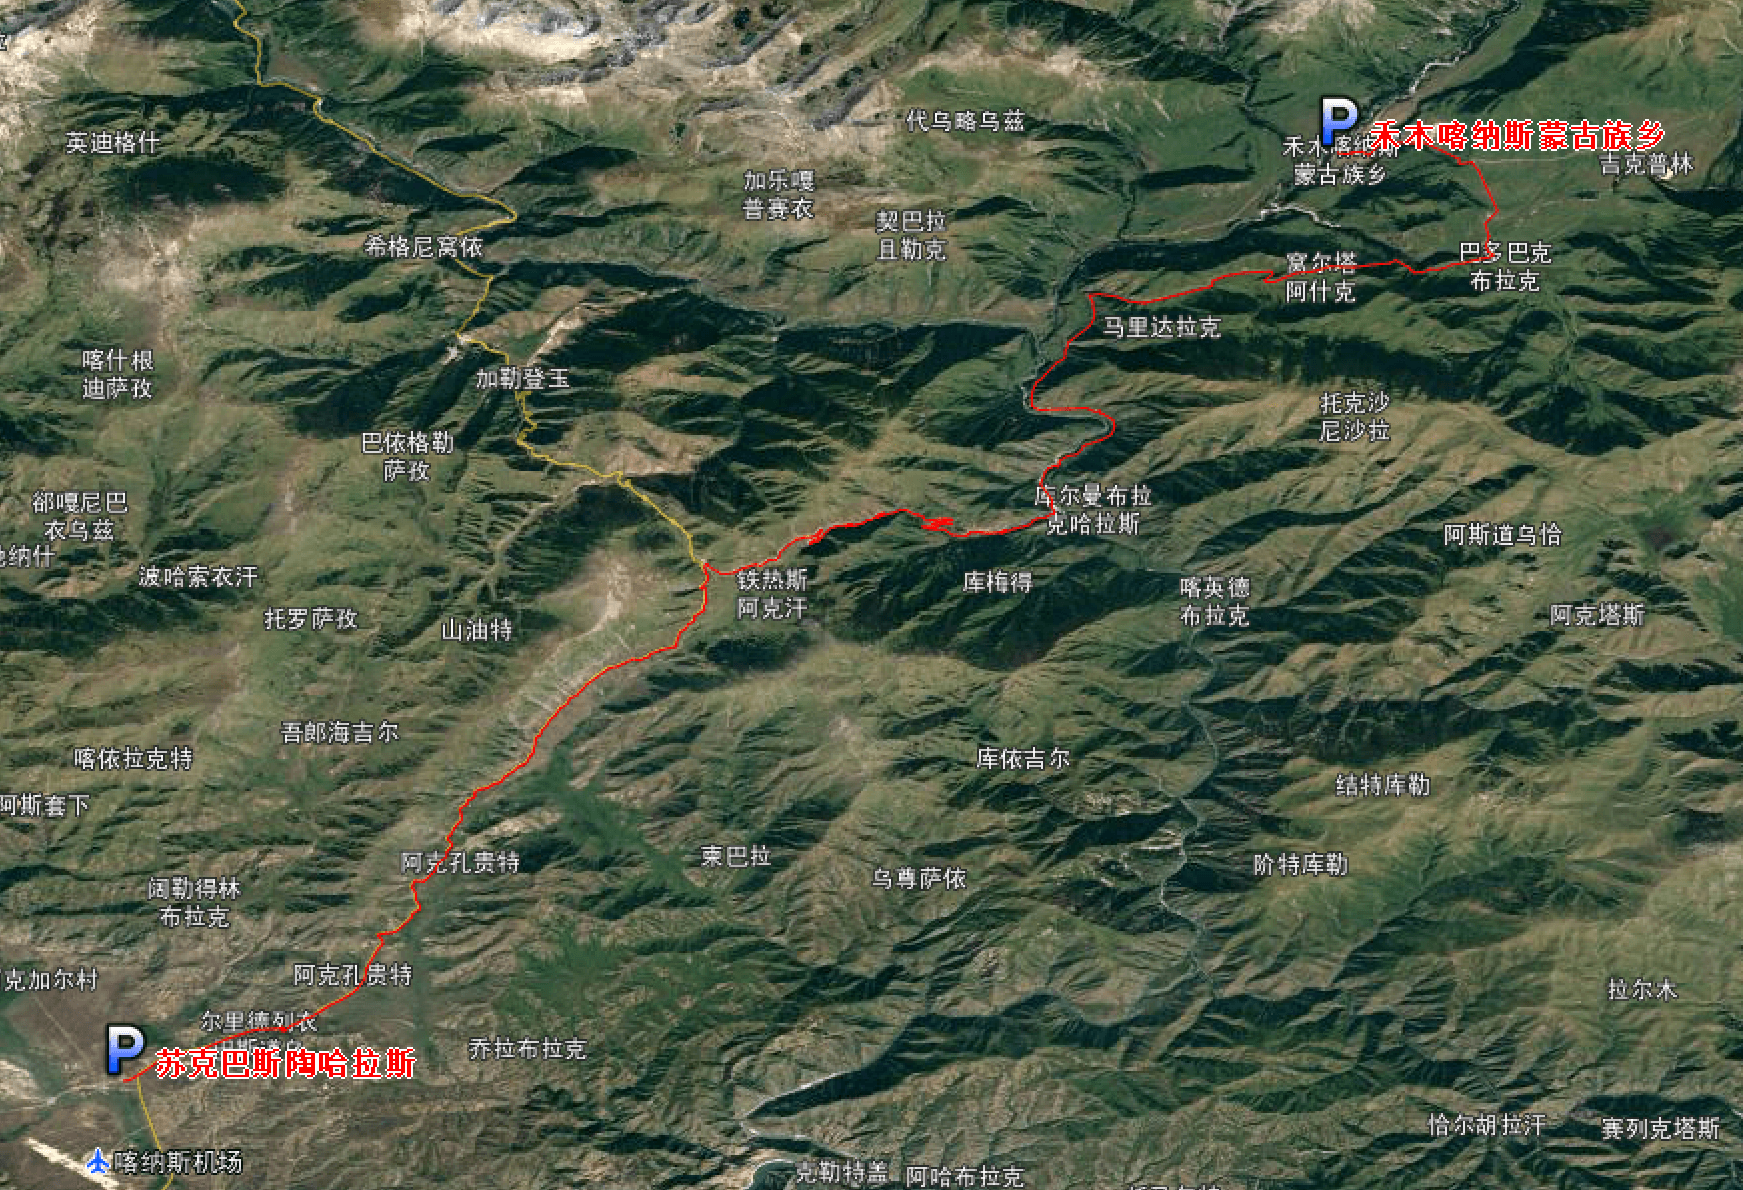 代乌略乌兹
英迪格什
禾木喀纳斯蒙古族乡
禾木喀纳斯
蒙古族乡
吉克普林
加乐嘎
普赛衣
契巴拉
且勒克
希格尼窝依
巴多巴克
布拉克
窝尔塔
阿什克
马里达拉克
喀什根
迪萨孜
加勒登玉
托克沙
尼沙拉
巴依格勒
萨孜
郤嘎尼巴
衣乌兹
库尔曼布拉
克哈拉斯
阿斯道乌恰
纳什
波哈索衣汗
铁热斯
阿克汗
库梅得
喀英德
布拉克
阿克塔斯
托罗萨孜
山油特
吾郎海吉尔
喀依拉克特
库依吉尔
结特库勒
阿斯套下
阿克孔贵特
柬巴拉
乌尊萨依
阶特库勒
阔勒得林
布拉克
阿克孔贵特
克加尔村
拉尔木
尔里德列衣
乔拉布拉克
苏克巴斯陶哈拉斯
恰尔胡拉汗
赛列克塔斯
喀纳斯机场
克勒特盖
阿哈布拉克